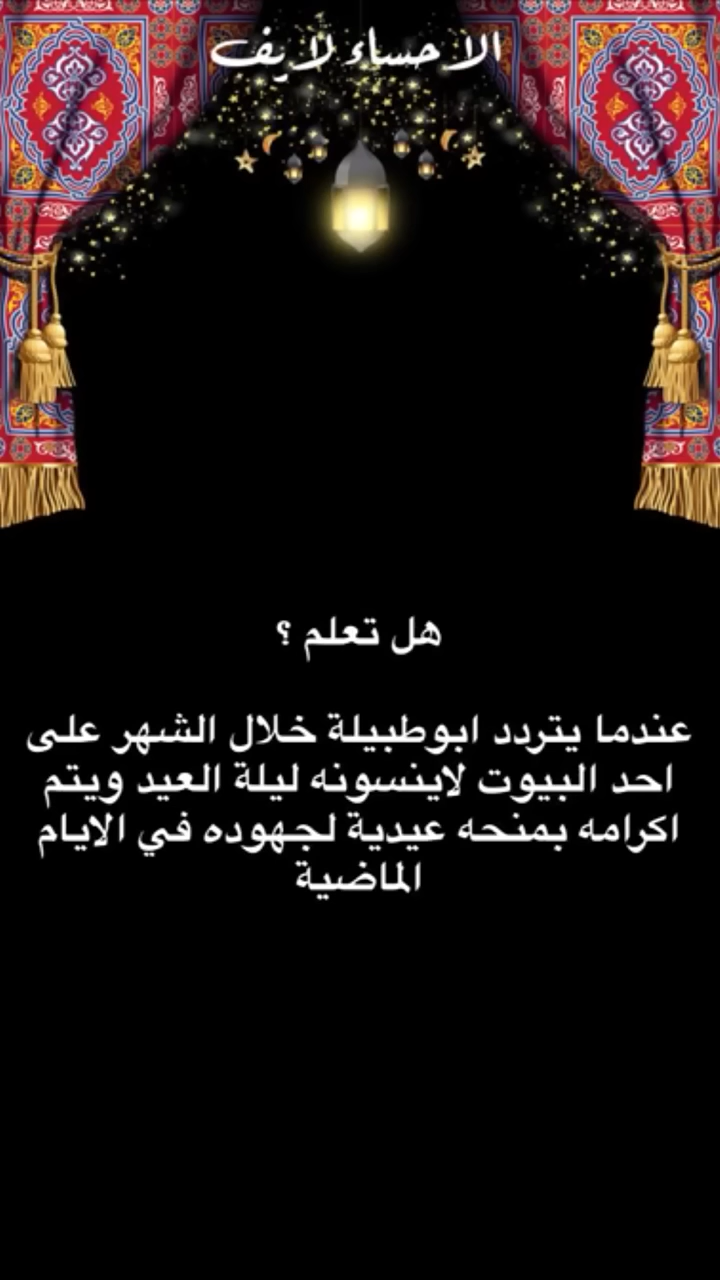 الاحساء لايف
هل تعلم ؟
عندما يتردد ابوطبيلة خلال الشهر على
احد البيوت لاينسونه ليلة العيد ويتم
اكرامه بمنحه عيدية لجهوده في الايام
الماضية